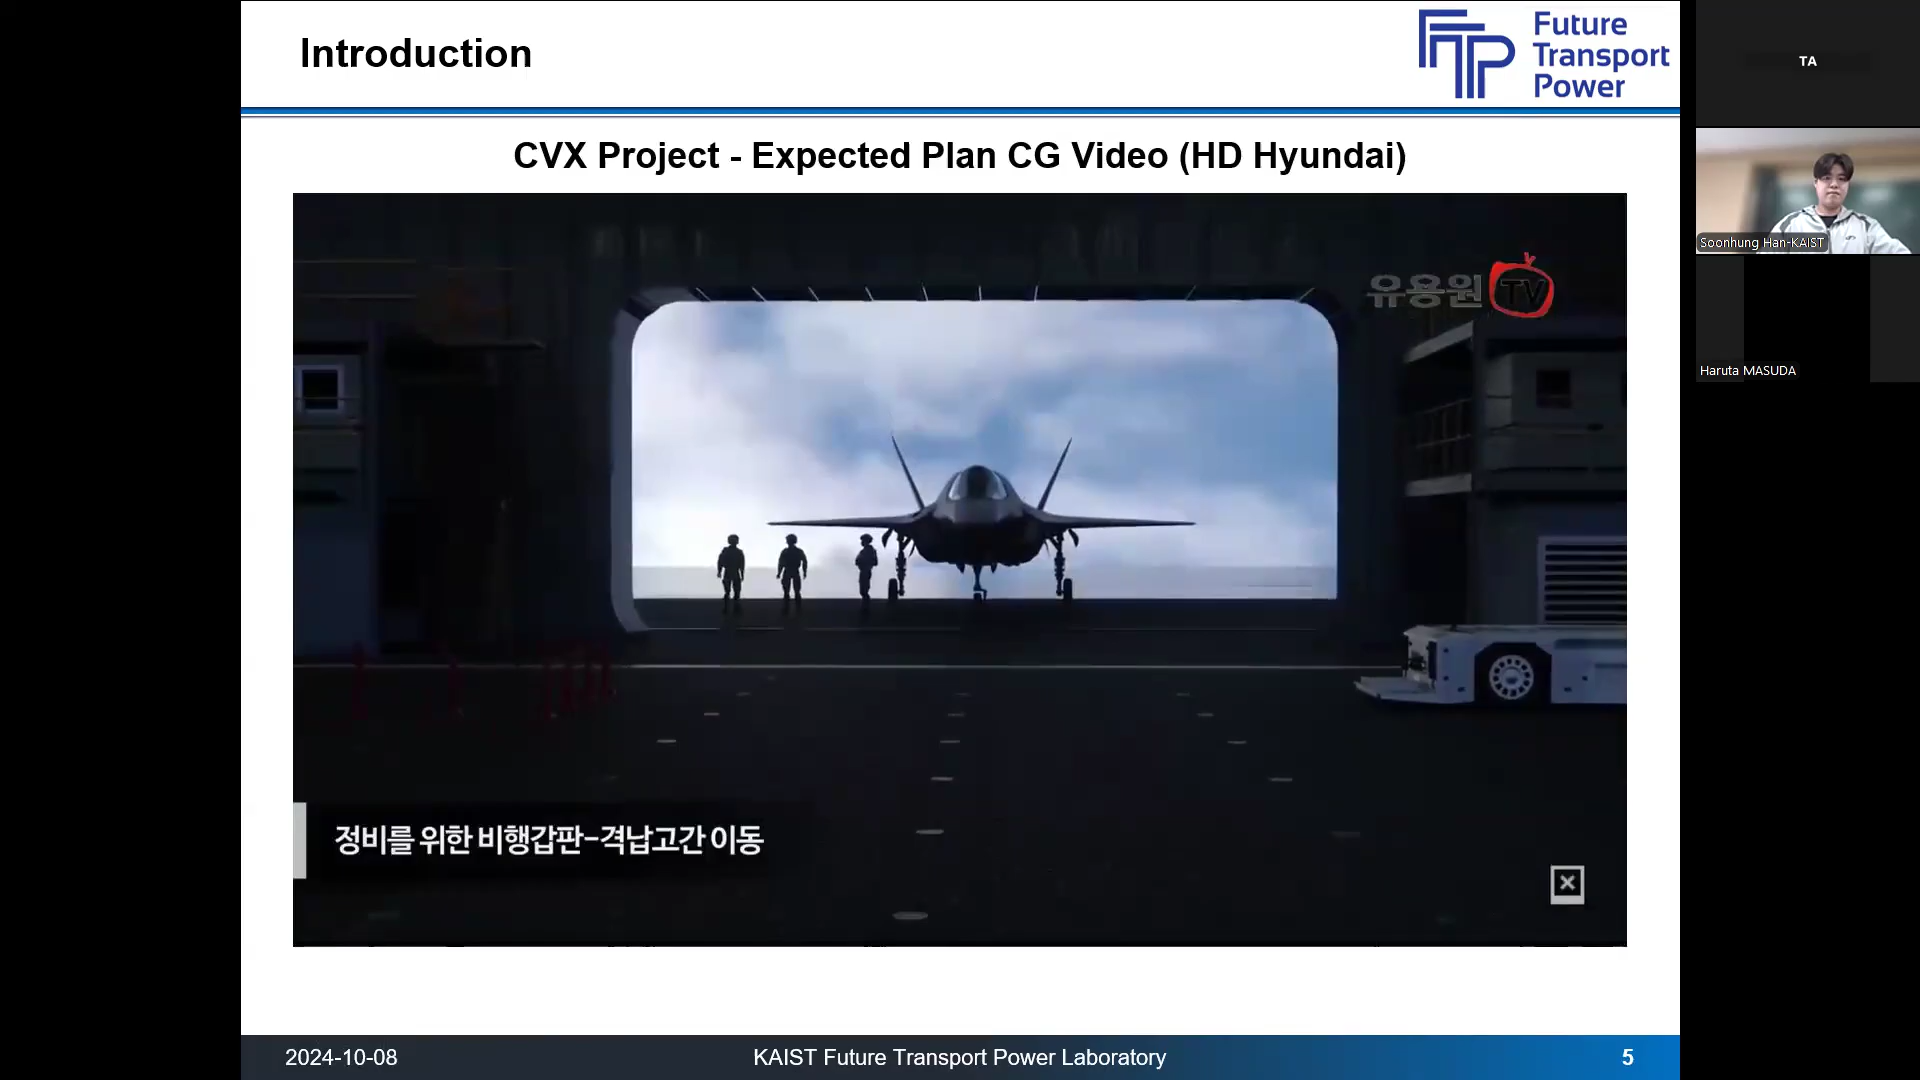 Introduction
FTP
Future
Transport
Power
CVX Project - Expected Plan CG Video (HD Hyundai)
유용원 TV
정비를 위한 비행갑판-격납고간 이동
2024-10-08
KAIST Future Transport Power Laboratory
5
TA
Soonhung Han-KAIST
Haruta MASUDA